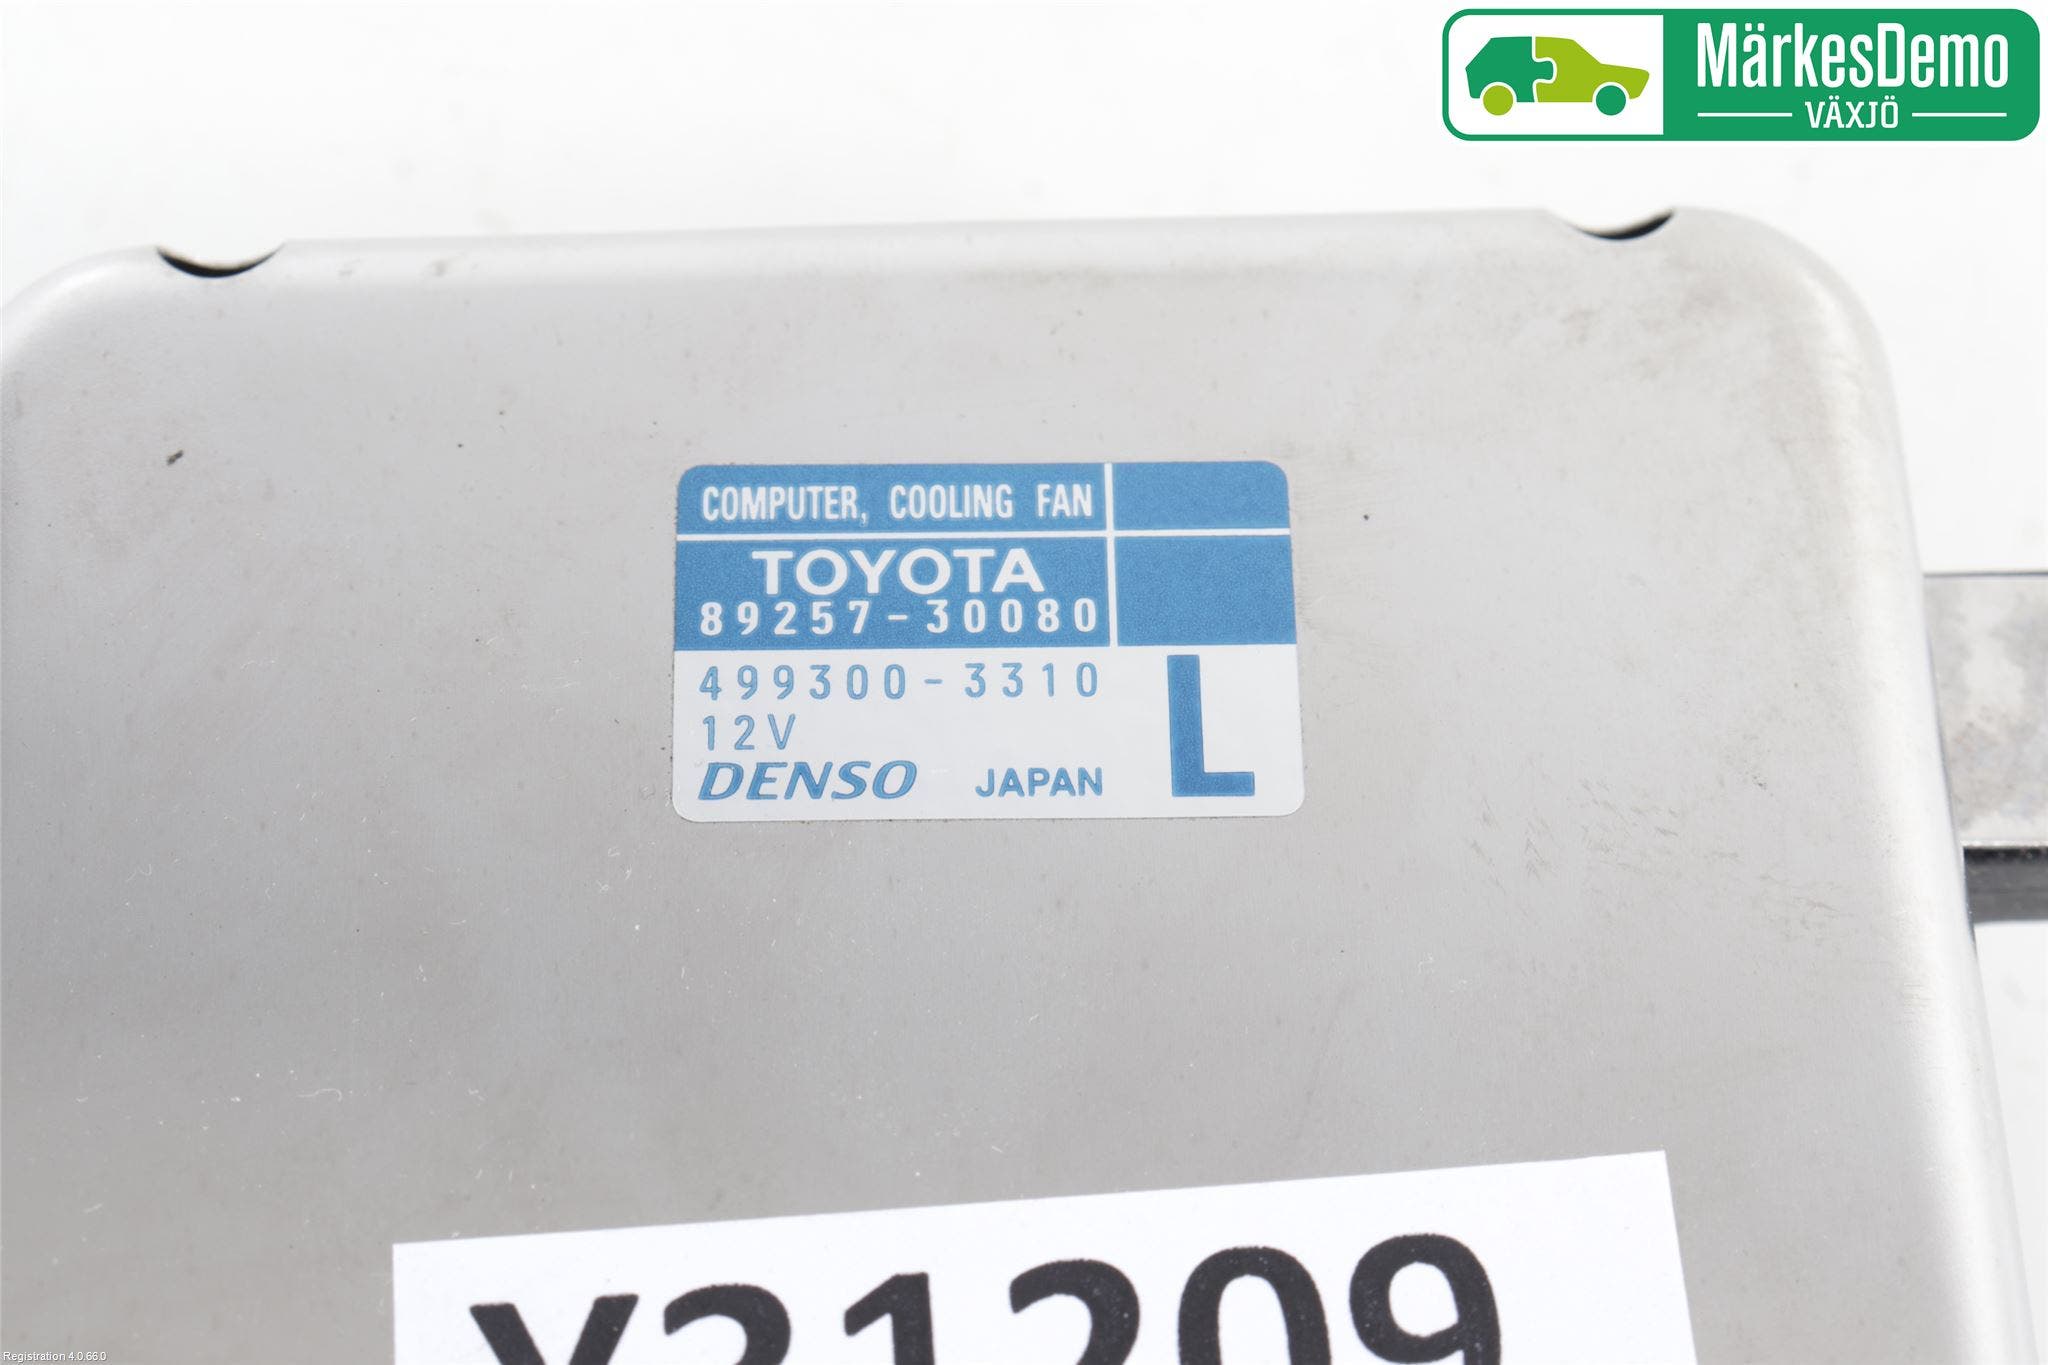 MärkesDemo
VÄXJÖ
COMPUTER, COOLING FAN
TOYOTA
89257-30080
499300-3310
12V
DENSO JAPAN
L
Registration 4.0.66.0